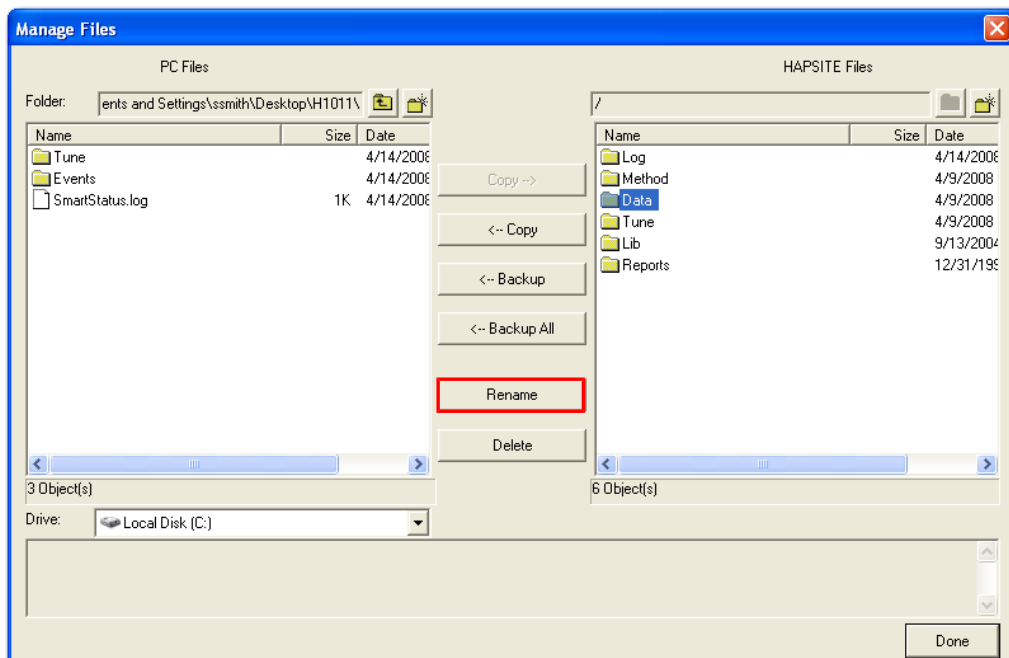 Manage Files
PC Files
HAPSITE Files
Folder:
ents and Settings\ssmith\Desktop\H1011\
/
Name Size Date
Tune 4/14/2008
Events 4/14/2008
SmartStatus.log 1K 4/14/2008
Copy -->
<-- Copy
<-- Backup
<-- Backup All
Rename
Delete
Name Size Date
Log 4/14/2008
Method 4/9/2008
Data 4/9/2008
Tune 4/9/2008
Lib 9/13/2004
Reports 12/31/199
3 Object(s)
6 Object(s)
Drive:
Local Disk (C:)
Done